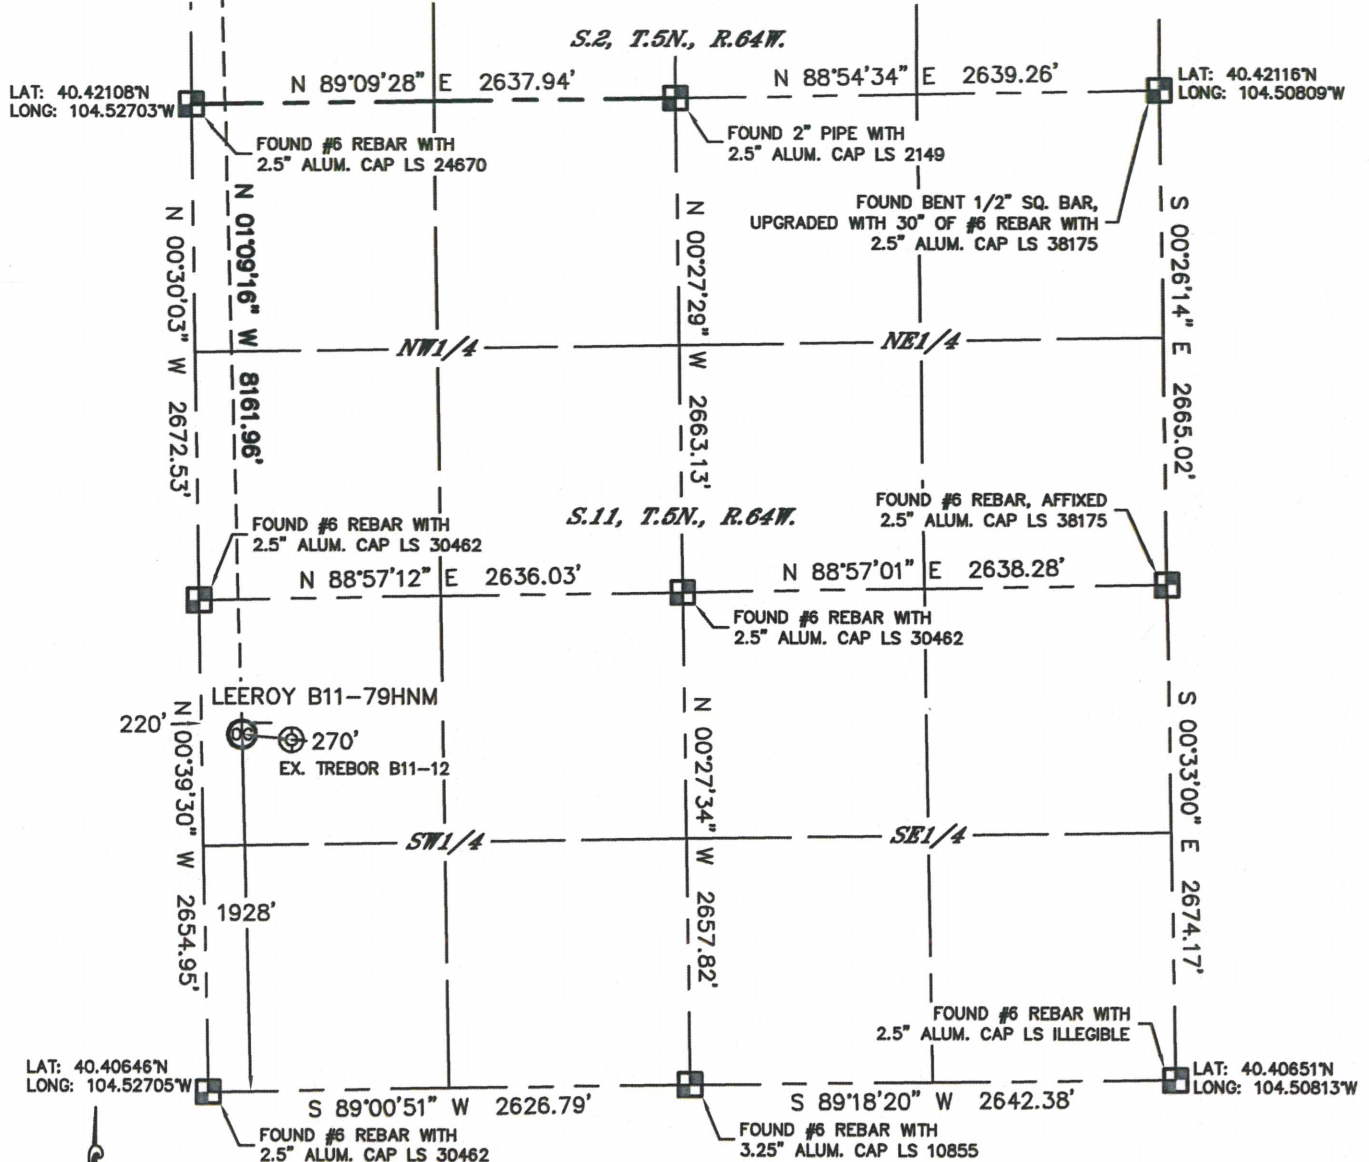 S.2, T.5N., R.64W.
LAT: 40.42108°N
LONG: 104.52703°W
N 89°09'28" E 2637.94'
N 88°54'34" E 2639.26'
LAT: 40.42116°N
LONG: 104.50809°W
FOUND #6 REBAR WITH
2.5" ALUM. CAP LS 24670
FOUND 2" PIPE WITH
2.5" ALUM. CAP LS 2149
FOUND BENT 1/2" SQ. BAR,
UPGRADED WITH 30" OF #6 REBAR WITH
2.5" ALUM. CAP LS 38175
N 00°30'03" W 2672.53'
N 01°09'16" W 8161.96'
N 00°27'29" W 2663.13'
S 00°26'14" E 2665.02'
NW1/4
NE1/4
FOUND #6 REBAR WITH
2.5" ALUM. CAP LS 30462
S.11, T.5N., R.64W.
FOUND #6 REBAR, AFFIXED
2.5" ALUM. CAP LS 38175
N 88°57'12" E 2636.03'
N 88°57'01" E 2638.28'
FOUND #6 REBAR WITH
2.5" ALUM. CAP LS 30462
LEEROY B11-79HNM
220'
270'
EX. TREBOR B11-12
N 00°39'30" W 2654.95'
N 00°27'34" W 2657.82'
S 00°33'00" E 2674.17'
SW1/4
SE1/4
1928'
FOUND #6 REBAR WITH
2.5" ALUM. CAP LS ILLEGIBLE
LAT: 40.40646°N
LONG: 104.52705°W
LAT: 40.40651°N
LONG: 104.50813°W
S 89°00'51" W 2626.79'
S 89°18'20" W 2642.38'
FOUND #6 REBAR WITH
2.5" ALUM. CAP LS 30462
FOUND #6 REBAR WITH
3.25" ALUM. CAP LS 10855